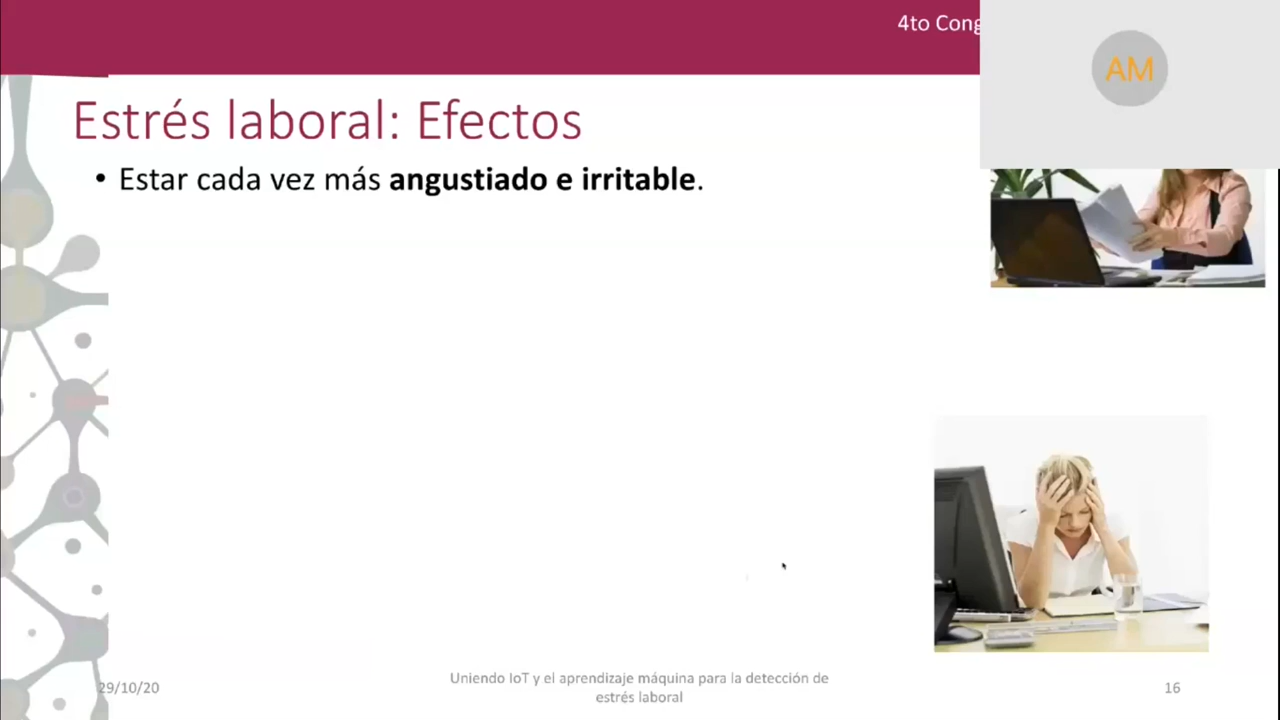 4to Cong
AM
Estrés laboral: Efectos
• Estar cada vez más angustiado e irritable.
29/10/20
Uniendo IoT y el aprendizaje máquina para la detección de
estrés laboral
16